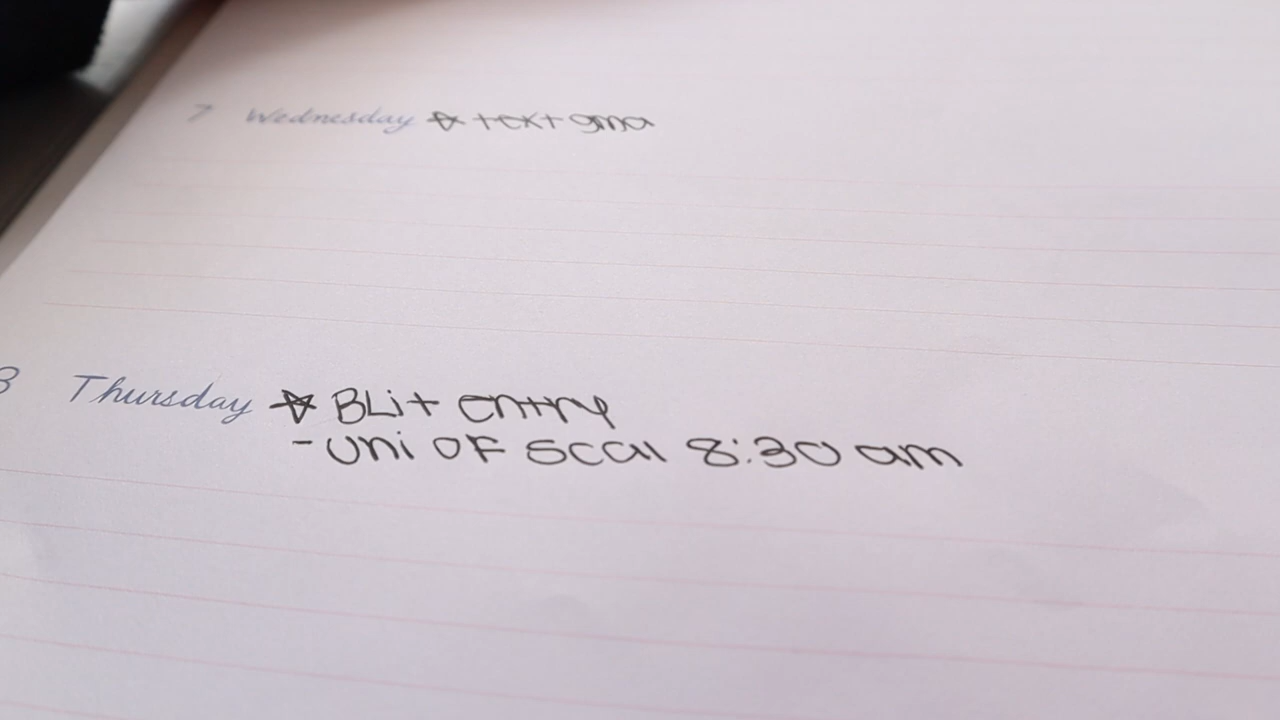 7 Wednesday ☆ text gma
8 Thursday ☆ BLit entry
- Uni OF Scal 8:30 am